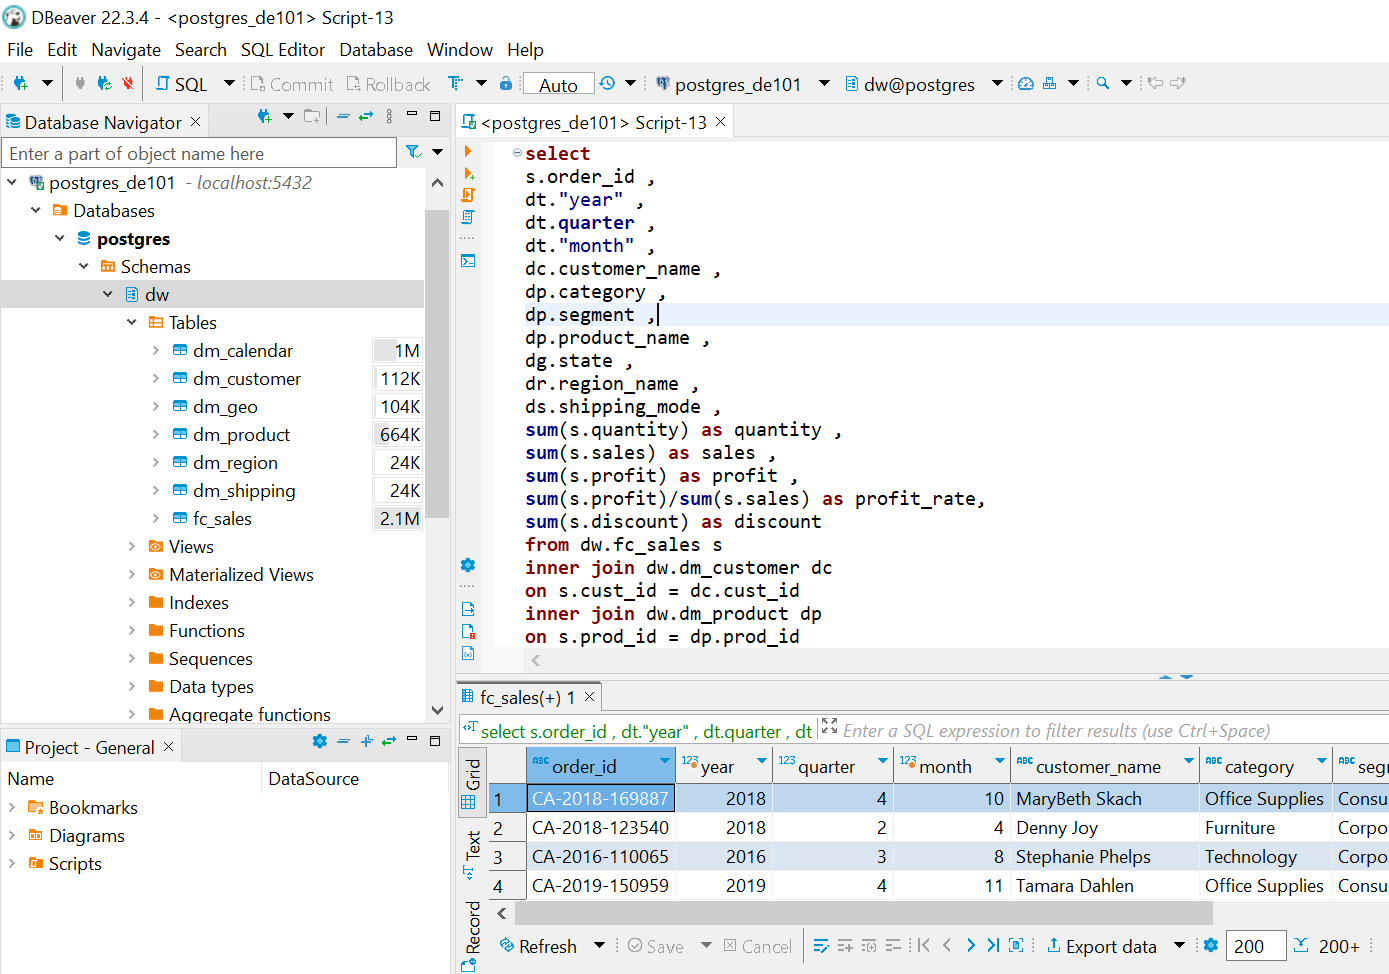 DBeaver 22.3.4 - <postgres_de101> Script-13
File Edit Navigate Search SQL Editor Database Window Help
SQL Commit Rollback Auto postgres_de101 dw@postgres
Database Navigator
Enter a part of object name here
postgres_de101 - localhost:5432
Databases
postgres
Schemas
dw
Tables
dm_calendar 1M
dm_customer 112K
dm_geo 104K
dm_product 664K
dm_region 24K
dm_shipping 24K
fc_sales 2.1M
Views
Materialized Views
Indexes
Functions
Sequences
Data types
Aggregate functions
Project - General
Name DataSource
Bookmarks
Diagrams
Scripts
<postgres_de101> Script-13
select
s.order_id ,
dt."year" ,
dt.quarter ,
dt."month" ,
dc.customer_name ,
dp.category ,
dp.segment ,
dp.product_name ,
dg.state ,
dr.region_name ,
ds.shipping_mode ,
sum(s.quantity) as quantity ,
sum(s.sales) as sales ,
sum(s.profit) as profit ,
sum(s.profit)/sum(s.sales) as profit_rate,
sum(s.discount) as discount
from dw.fc_sales s
inner join dw.dm_customer dc
on s.cust_id = dc.cust_id
inner join dw.dm_product dp
on s.prod_id = dp.prod_id
fc_sales(+) 1
select s.order_id , dt."year" , dt.quarter , dt Enter a SQL expression to filter results (use Ctrl+Space)
Grid
Text
Record
ABC order_id 123 year 123 quarter 123 month ABC customer_name ABC category ABC seg
1 CA-2018-169887 2018 4 10 MaryBeth Skach Office Supplies Consu
2 CA-2018-123540 2018 2 4 Denny Joy Furniture Corpo
3 CA-2016-110065 2016 3 8 Stephanie Phelps Technology Corpo
4 CA-2019-150959 2019 4 11 Tamara Dahlen Office Supplies Consu
Refresh Save Cancel Export data 200 200+